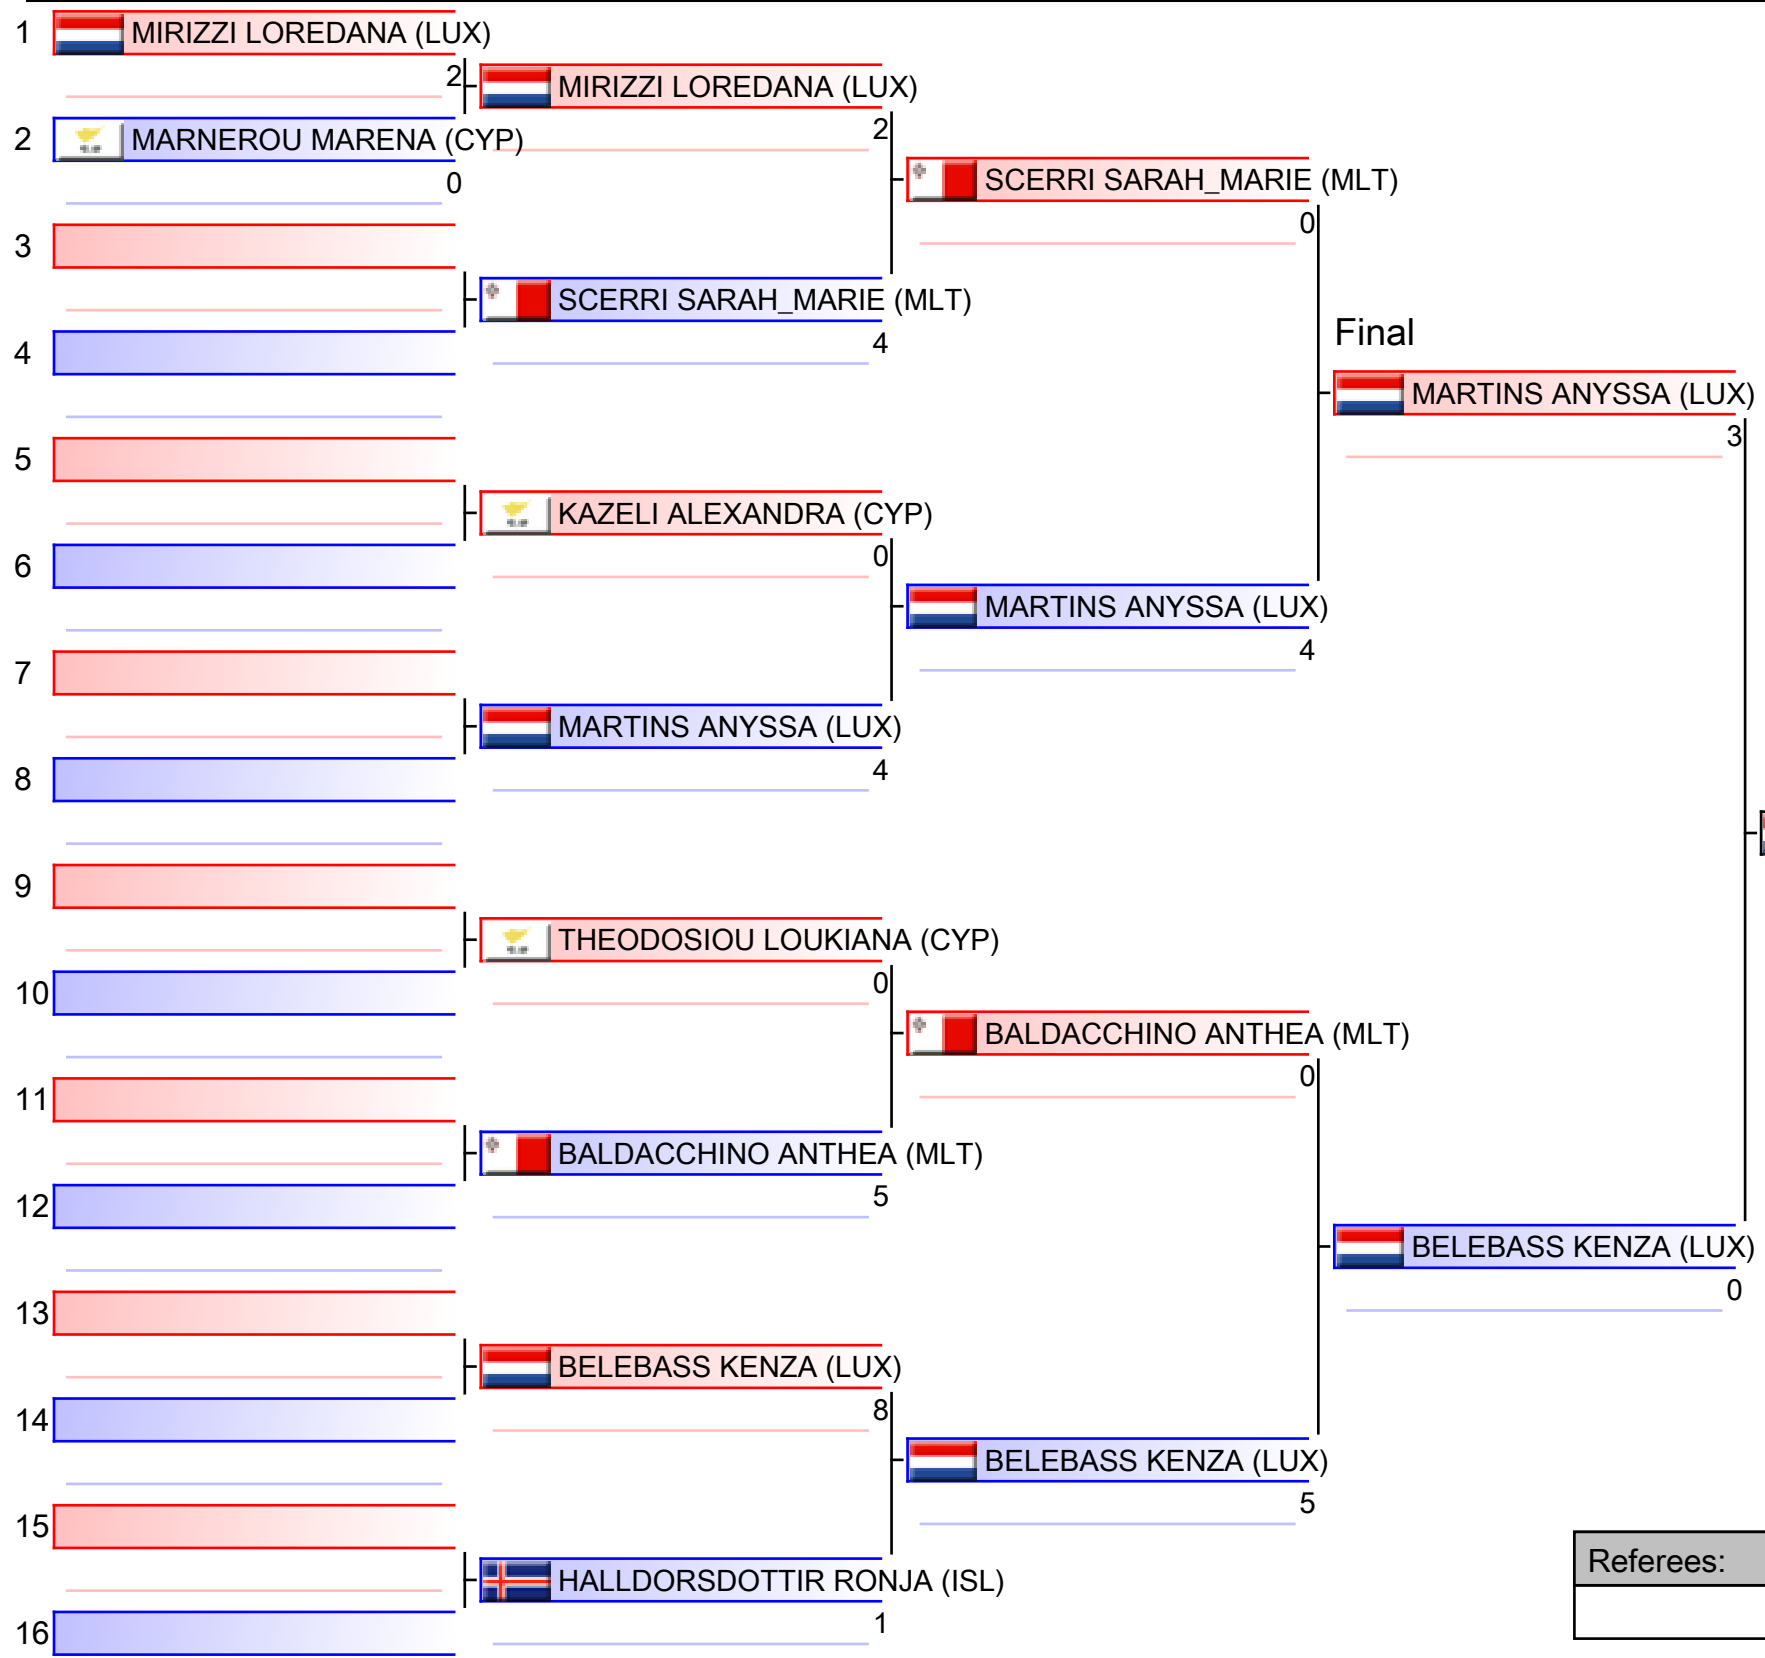 1 MIRIZZI LOREDANA (LUX)
2
MIRIZZI LOREDANA (LUX)
2
2 MARNEROU MARENA (CYP)
0
SCERRI SARAH_MARIE (MLT)
0
3
SCERRI SARAH_MARIE (MLT)
4
4
Final
MARTINS ANYSSA (LUX)
3
5
KAZELI ALEXANDRA (CYP)
0
6
MARTINS ANYSSA (LUX)
4
7
MARTINS ANYSSA (LUX)
4
8
9
THEODOSIOU LOUKIANA (CYP)
0
10
BALDACCHINO ANTHEA (MLT)
0
11
BALDACCHINO ANTHEA (MLT)
5
12
BELEBASS KENZA (LUX)
0
13
BELEBASS KENZA (LUX)
8
14
BELEBASS KENZA (LUX)
5
15
HALLDORSDOTTIR RONJA (ISL)
1
16
Referees: